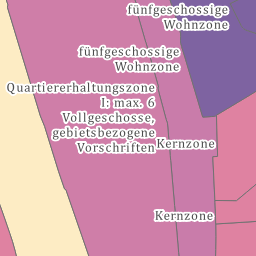 fünfgeschossige
Wohnzone
fünfgeschossige
Wohnzone
Quartiererhaltungszone
I: max. 6
Vollgeschosse,
gebietsbezogene
Vorschriften
Kernzone
Kernzone